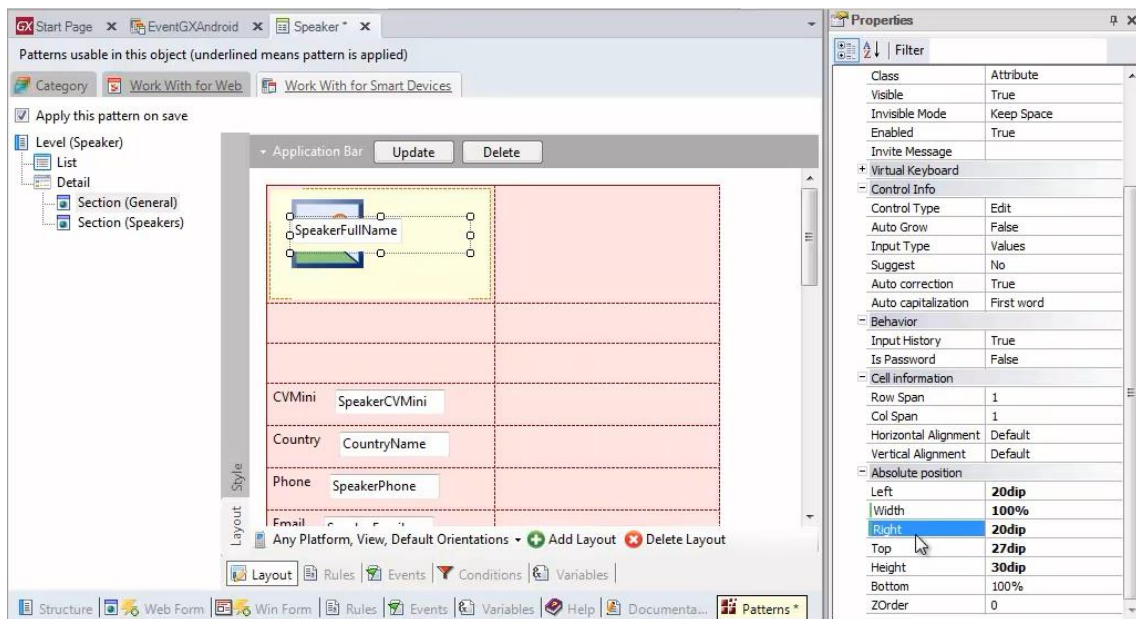 GX Start Page X EventGXAndroid X Speaker * X
Patterns usable in this object (underlined means pattern is applied)
Category Work With for Web Work With for Smart Devices
Apply this pattern on save
Level (Speaker)
List
Detail
Section (General)
Section (Speakers)
Application Bar Update Delete
SpeakerFullName
CVMini SpeakerCVMini
Country CountryName
Phone SpeakerPhone
Email
Style
Layout
Any Platform, View, Default Orientations Add Layout Delete Layout
Layout Rules Events Conditions Variables
Structure Web Form Win Form Rules Events Variables Help Documenta... Patterns *
Properties
Filter
Class Attribute
Visible True
Invisible Mode Keep Space
Enabled True
Invite Message
Virtual Keyboard
Control Info
Control Type Edit
Auto Grow False
Input Type Values
Suggest No
Auto correction True
Auto capitalization First word
Behavior
Input History True
Is Password False
Cell information
Row Span 1
Col Span 1
Horizontal Alignment Default
Vertical Alignment Default
Absolute position
Left 20dip
Width 100%
Right 20dip
Top 27dip
Height 30dip
Bottom 100%
ZOrder 0